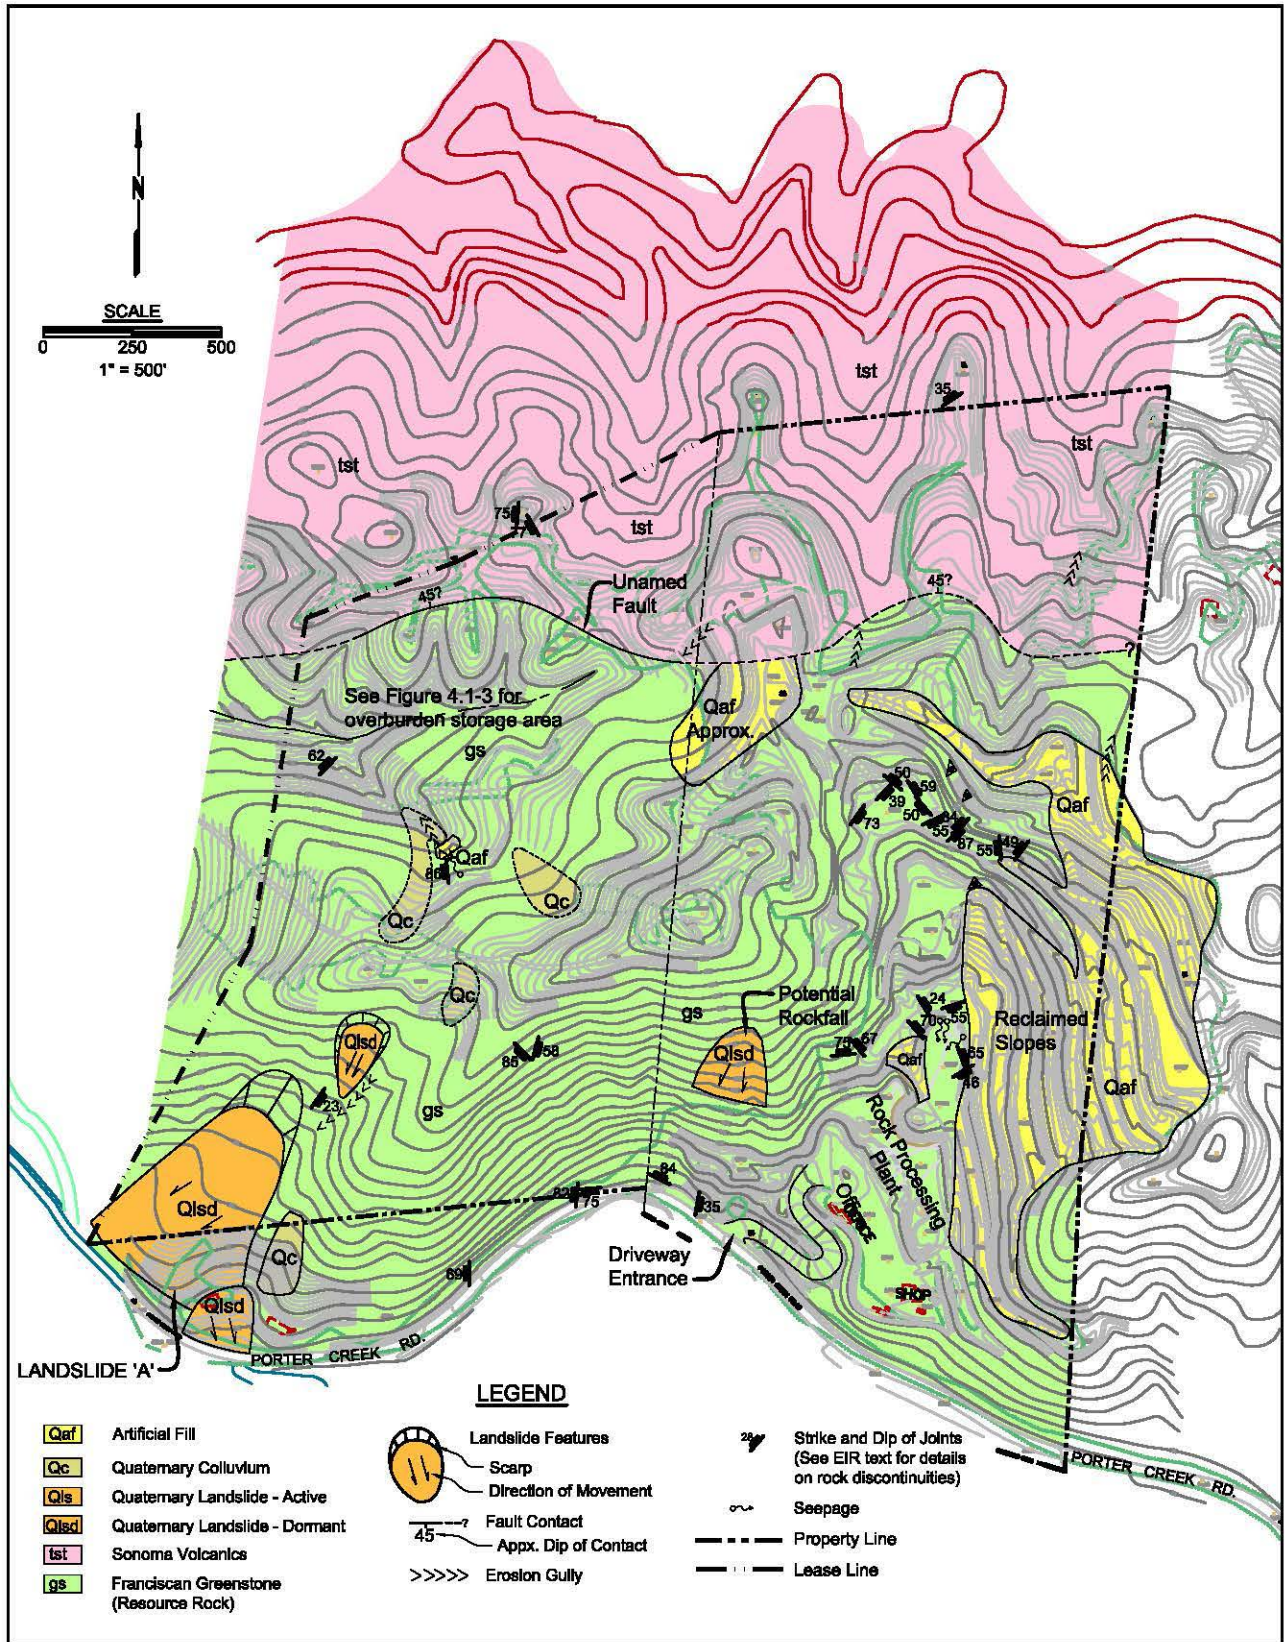 N
SCALE
0 250 500
1" = 500'
tst
35
tst
tst
75
tst
Unamed
Fault
45?
45?
?
See Figure 4.1-3 for
overburden storage area
gs
Qaf
Approx.
62
50
59
39
50
73
84
55
87
55
49
Qaf
Qaf
86
Qc
Qc
Qc
gs
Potential
Rockfall
24
55
70
Reclaimed
Slopes
Qlsd
Qlsd
85
58
75
67
Qaf
65
46
Qaf
23
gs
Rock Processing
Plant
84
Qlsd
82
75
35
OFFICE
Driveway
Entrance
Qc
69
Qlsd
SHOP
PORTER CREEK RD.
LANDSLIDE 'A'
PORTER CREEK RD.
LEGEND
Qaf Artificial Fill
Qc Quaternary Colluvium
Qls Quaternary Landslide - Active
Qlsd Quaternary Landslide - Dormant
tst Sonoma Volcanics
gs Franciscan Greenstone
(Resource Rock)
Landslide Features
Scarp
Direction of Movement
? Fault Contact
45 Appx. Dip of Contact
>>>>> Erosion Gully
Strike and Dip of Joints
(See EIR text for details
on rock discontinuities)
Seepage
Property Line
Lease Line